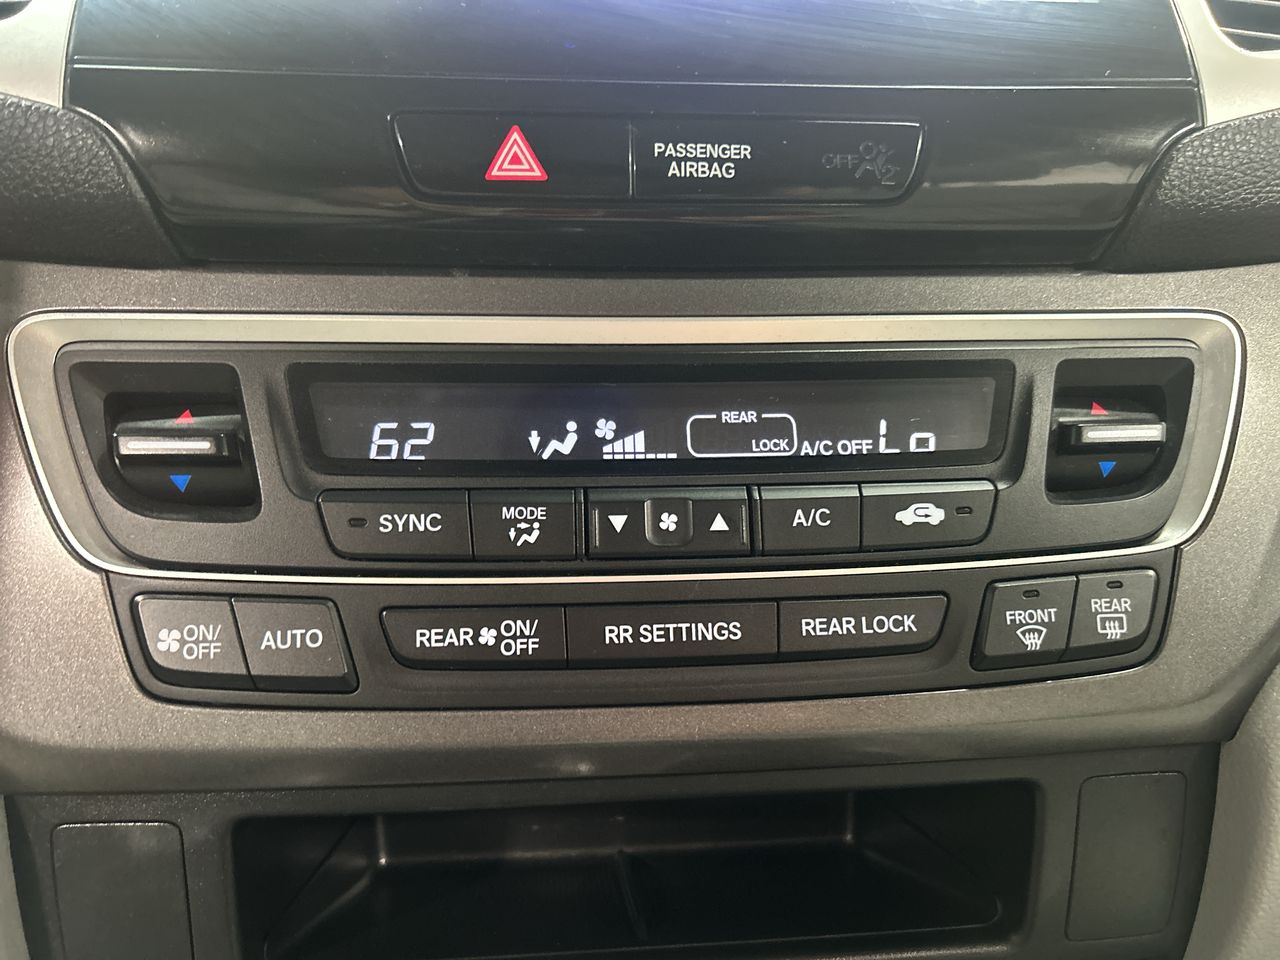 PASSENGER
AIRBAG
OFF
2
62
REAR
LOCK
A/C OFF
Lo
SYNC
MODE
A/C
ON/
OFF
AUTO
REAR
ON/
OFF
RR SETTINGS
REAR LOCK
FRONT
REAR